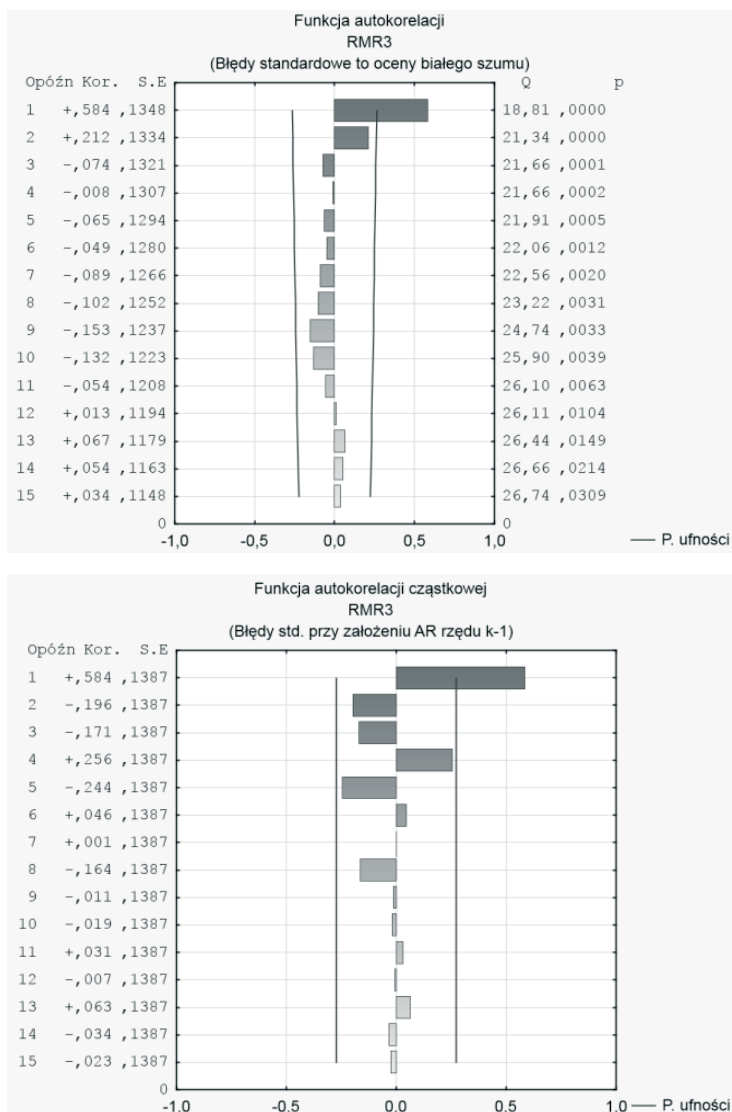 Funkcja autokorelacji
RMR3
(Błędy standardowe to oceny białego szumu)
Opóźn Kor. S.E Q p
1 +,584 ,1348 18,81 ,0000
2 +,212 ,1334 21,34 ,0000
3 -,074 ,1321 21,66 ,0001
4 -,008 ,1307 21,66 ,0002
5 -,065 ,1294 21,91 ,0005
6 -,049 ,1280 22,06 ,0012
7 -,089 ,1266 22,56 ,0020
8 -,102 ,1252 23,22 ,0031
9 -,153 ,1237 24,74 ,0033
10 -,132 ,1223 25,90 ,0039
11 -,054 ,1208 26,10 ,0063
12 +,013 ,1194 26,11 ,0104
13 +,067 ,1179 26,44 ,0149
14 +,054 ,1163 26,66 ,0214
15 +,034 ,1148 26,74 ,0309
0 0
-1,0 -0,5 0,0 0,5 1,0 P. ufności
Funkcja autokorelacji cząstkowej
RMR3
(Błędy std. przy założeniu AR rzędu k-1)
Opóźn Kor. S.E
1 +,584 ,1387
2 -,196 ,1387
3 -,171 ,1387
4 +,256 ,1387
5 -,244 ,1387
6 +,046 ,1387
7 +,001 ,1387
8 -,164 ,1387
9 -,011 ,1387
10 -,019 ,1387
11 +,031 ,1387
12 -,007 ,1387
13 +,063 ,1387
14 -,034 ,1387
15 -,023 ,1387
0
-1.0 -0.5 0.0 0.5 1.0 P. ufności